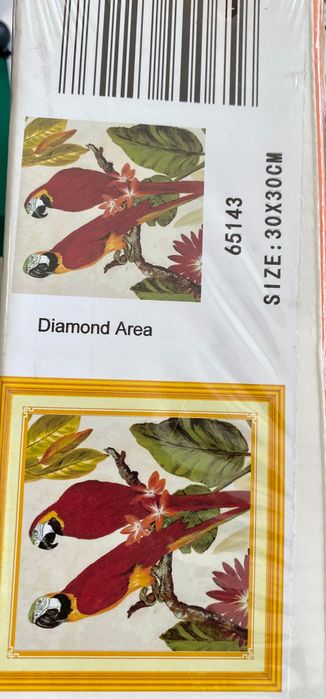 65143
SIZE:30X30CM
Diamond Area